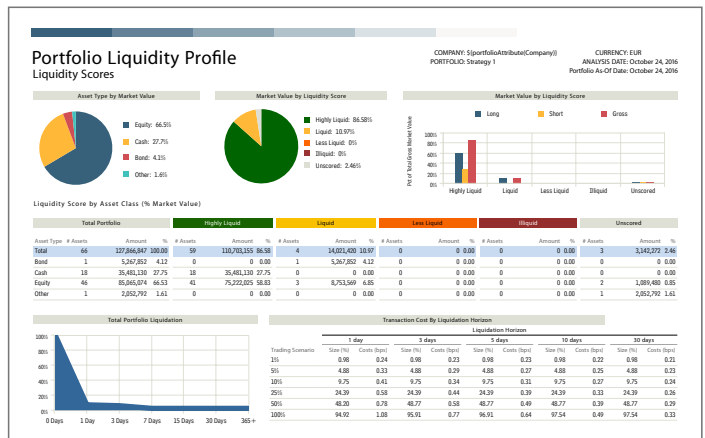 Portfolio Liquidity Profile
Liquidity Scores
COMPANY: ${portfolioAttribute(Company)}
PORTFOLIO: Strategy 1
CURRENCY: EUR
ANALYSIS DATE: October 24, 2016
Portfolio As-Of Date: October 24, 2016
Asset Type by Market Value
Equity: 66.5%
Cash: 27.7%
Bond: 4.1%
Other: 1.6%
Market Value by Liquidity Score
Highly Liquid: 86.58%
Liquid: 10.97%
Less Liquid: 0%
Illiquid: 0%
Unscored: 2.46%
Market Value by Liquidity Score
Long Short Gross
Pct of Total Gross Market Value
100%
80%
60%
40%
20%
0%
Highly Liquid Liquid Less Liquid Illiquid Unscored
Liquidity Score by Asset Class (% Market Value)
Total Portfolio Highly Liquid Liquid Less Liquid Illiquid Unscored
Asset Type # Assets Amount % # Assets Amount % # Assets Amount % # Assets Amount % # Assets Amount % # Assets Amount %
Total 66 127,866,847 100.00 59 110,703,155 86.58 4 14,021,420 10.97 0 0 0.00 0 0 0.00 3 3,142,272 2.46
Bond 1 5,267,852 4.12 0 0 0.00 1 5,267,852 4.12 0 0 0.00 0 0 0.00 0 0 0.00
Cash 18 35,481,130 27.75 18 35,481,130 27.75 0 0 0.00 0 0 0.00 0 0 0.00 0 0 0.00
Equity 46 85,065,074 66.53 41 75,222,025 58.83 3 8,753,569 6.85 0 0 0.00 0 0 0.00 2 1,089,480 0.85
Other 1 2,052,792 1.61 0 0 0.00 0 0 0.00 0 0 0.00 0 0 0.00 1 2,052,792 1.61
Total Portfolio Liquidation
100%
80%
60%
40%
20%
0%
0 Days 1 Day 3 Days 7 Days 15 Days 30 Days 365+
Transaction Cost By Liquidation Horizon
Liquidation Horizon
1 day 3 days 5 days 10 days 30 days
Trading Scenario Size (%) Costs (bps) Size (%) Costs (bps) Size (%) Costs (bps) Size (%) Costs (bps) Size (%) Costs (bps)
1% 0.98 0.24 0.98 0.23 0.98 0.23 0.98 0.22 0.98 0.21
5% 4.88 0.33 4.88 0.29 4.88 0.27 4.88 0.25 4.88 0.23
10% 9.75 0.41 9.75 0.34 9.75 0.31 9.75 0.27 9.75 0.24
25% 24.39 0.58 24.39 0.44 24.39 0.39 24.39 0.33 24.39 0.26
50% 48.20 0.78 48.77 0.58 48.77 0.49 48.77 0.39 48.77 0.29
100% 94.92 1.08 95.91 0.77 96.91 0.64 97.54 0.49 97.54 0.33